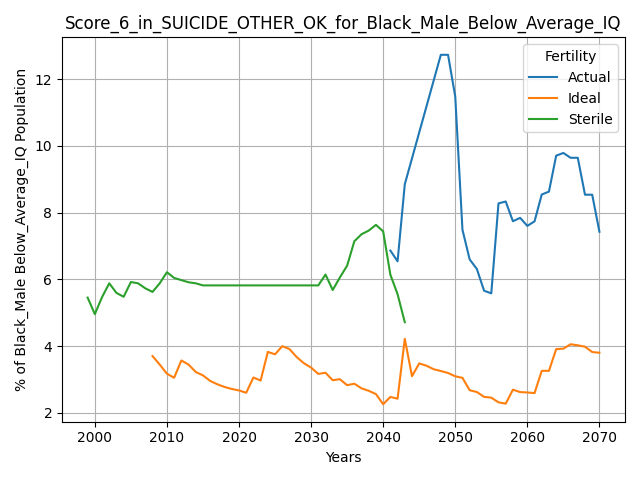 Score_6_in_SUICIDE_OTHER_OK_for_Black_Male_Below_Average_IQ
Fertility
Actual
Ideal
Sterile
% of Black_Male Below_Average_IQ Population
12
10
8
6
4
2
2000 2010 2020 2030 2040 2050 2060 2070
Years